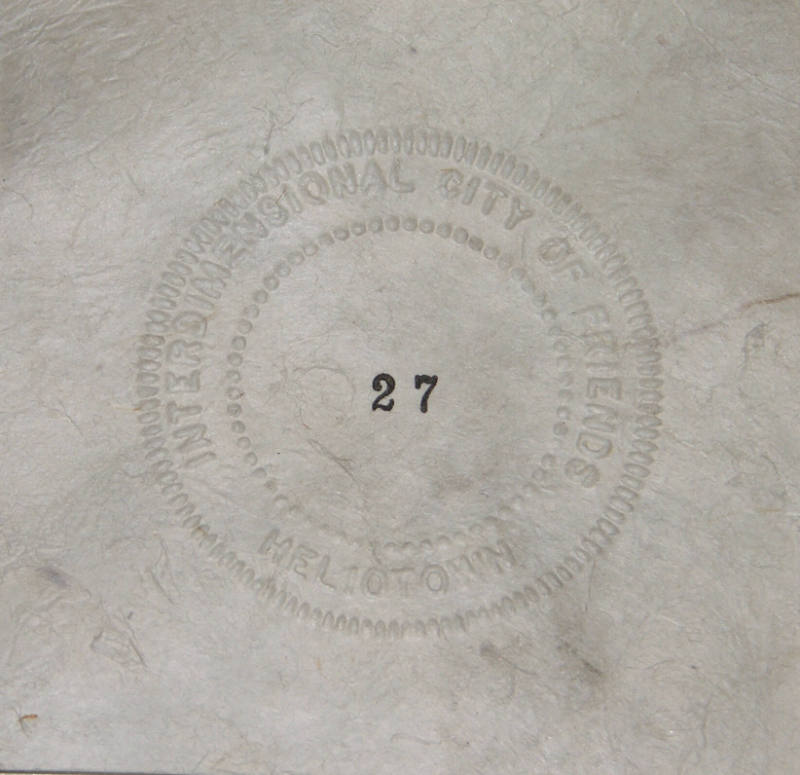 INTERDIMENSIONAL CITY OF FRIENDS
27
HELIOTOWN